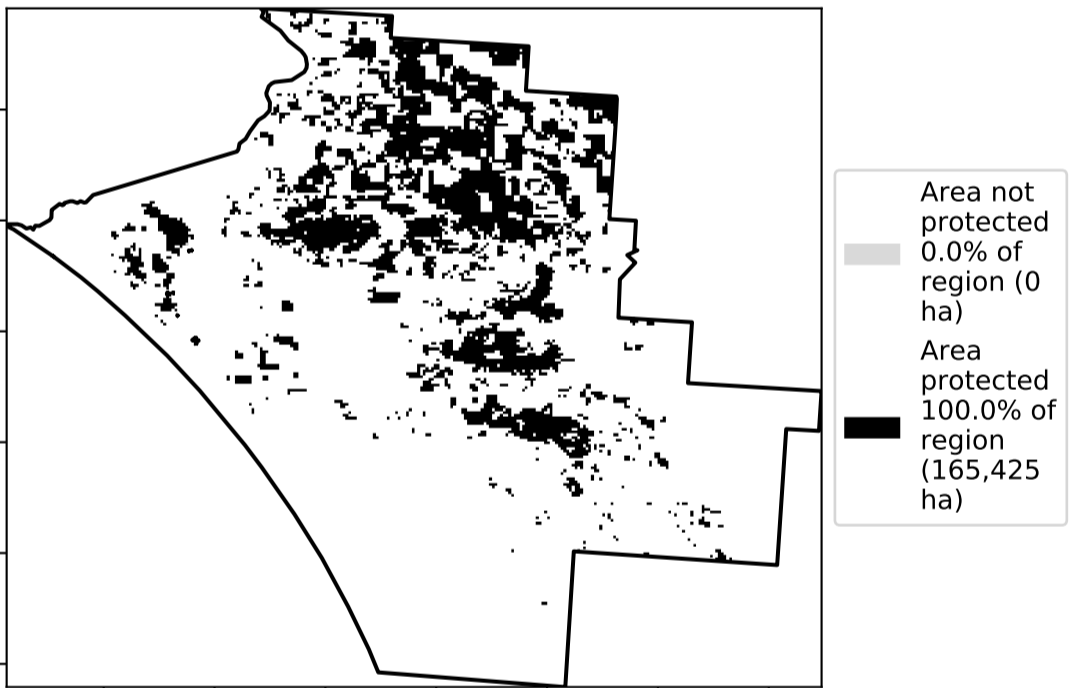 Area not
protected
0.0% of
region (0
ha)
Area
protected
100.0% of
region
(165,425
ha)